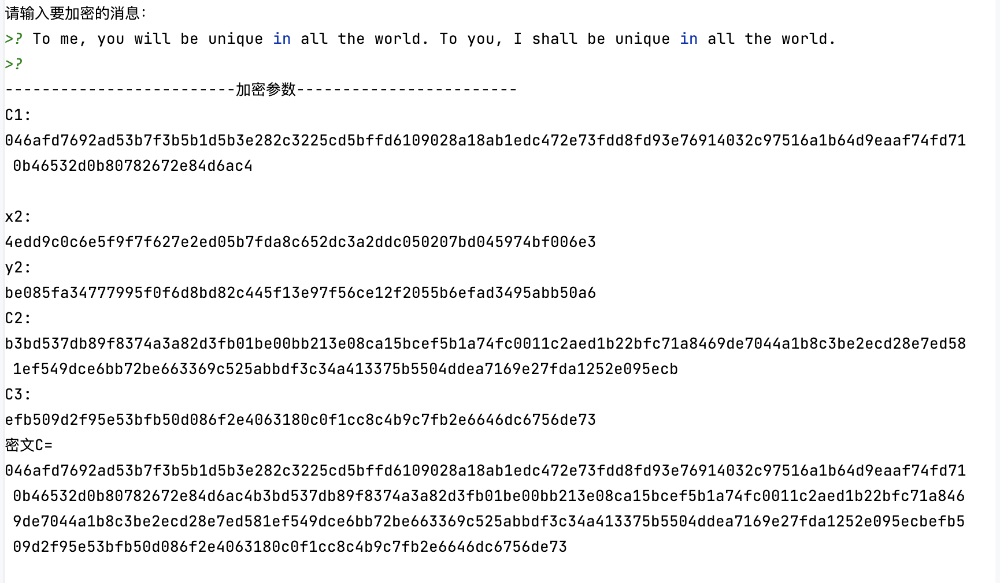 请输入要加密的消息：
>? To me, you will be unique in all the world. To you, I shall be unique in all the world.
>?
-------------------------加密参数------------------------
C1:
046afd7692ad53b7f3b5b1d5b3e282c3225cd5bffd6109028a18ab1edc472e73fdd8fd93e76914032c97516a1b64d9eaaf74fd71
0b46532d0b80782672e84d6ac4
x2:
4edd9c0c6e5f9f7f627e2ed05b7fda8c652dc3a2ddc050207bd045974bf006e3
y2:
be085fa34777995f0f6d8bd82c445f13e97f56ce12f2055b6efad3495abb50a6
C2:
b3bd537db89f8374a3a82d3fb01be00bb213e08ca15bcef5b1a74fc0011c2aed1b22bfc71a8469de7044a1b8c3be2ecd28e7ed58
1ef549dce6bb72be663369c525abbdf3c34a413375b5504ddea7169e27fda1252e095ecb
C3:
efb509d2f95e53bfb50d086f2e4063180c0f1cc8c4b9c7fb2e6646dc6756de73
密文C=
046afd7692ad53b7f3b5b1d5b3e282c3225cd5bffd6109028a18ab1edc472e73fdd8fd93e76914032c97516a1b64d9eaaf74fd71
0b46532d0b80782672e84d6ac4b3bd537db89f8374a3a82d3fb01be00bb213e08ca15bcef5b1a74fc0011c2aed1b22bfc71a846
9de7044a1b8c3be2ecd28e7ed581ef549dce6bb72be663369c525abbdf3c34a413375b5504ddea7169e27fda1252e095ecbefb5
09d2f95e53bfb50d086f2e4063180c0f1cc8c4b9c7fb2e6646dc6756de73